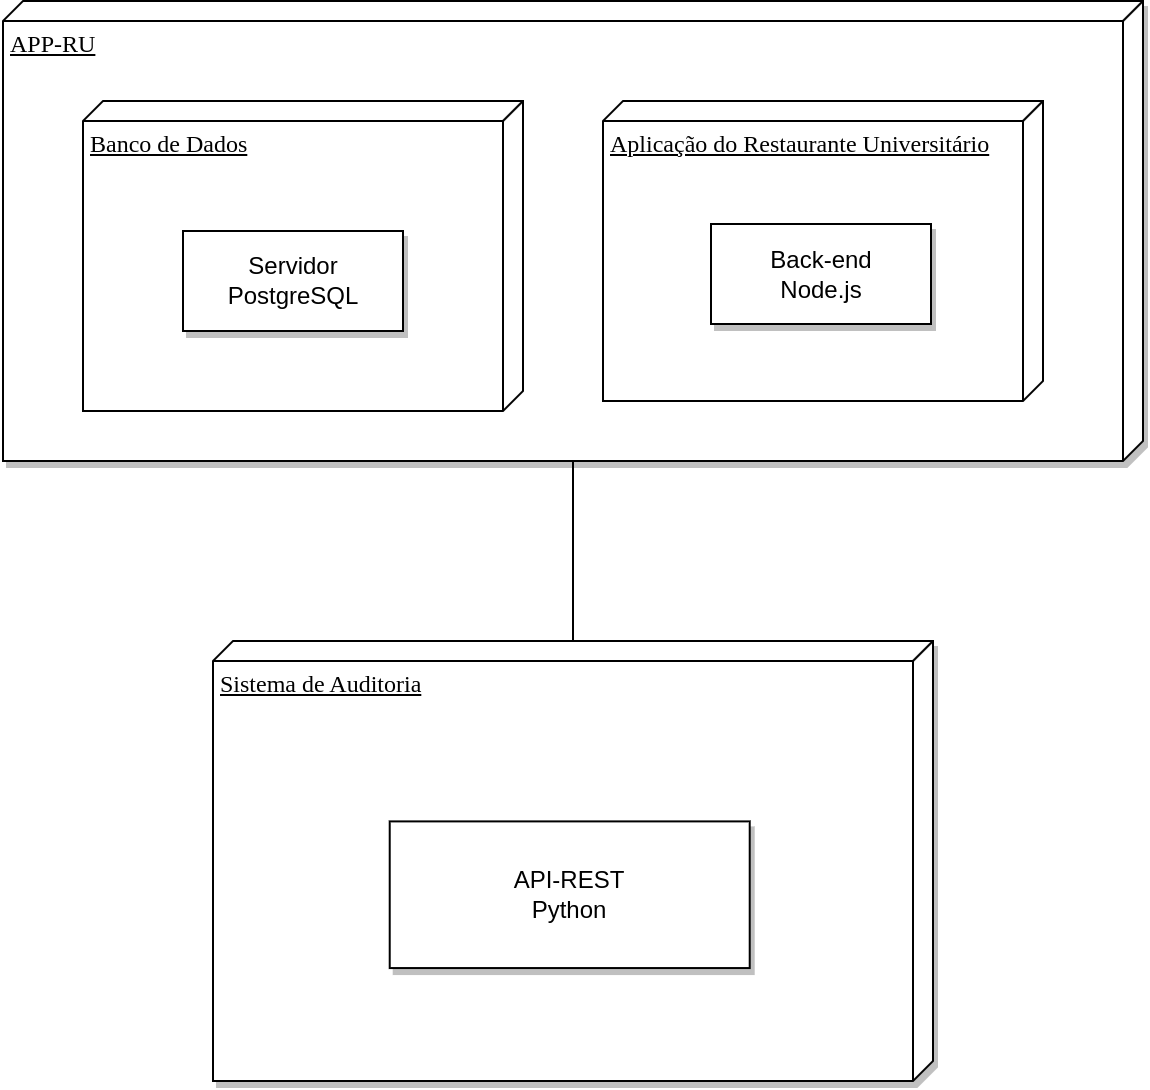 APP-RU
Banco de Dados
Aplicação do Restaurante Universitário
Servidor
PostgreSQL
Back-end
Node.js
Sistema de Auditoria
API-REST
Python